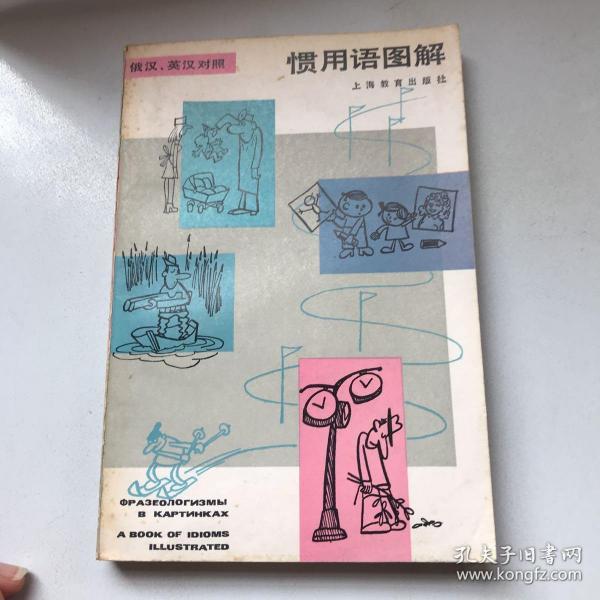 俄汉、英汉对照
惯用语图解
上海教育出版社
ФРАЗЕОЛОГИЗМЫ
В КАРТИНКАХ
A BOOK OF IDIOMS
ILLUSTRATED
孔夫子旧书网
www.kongfz.com